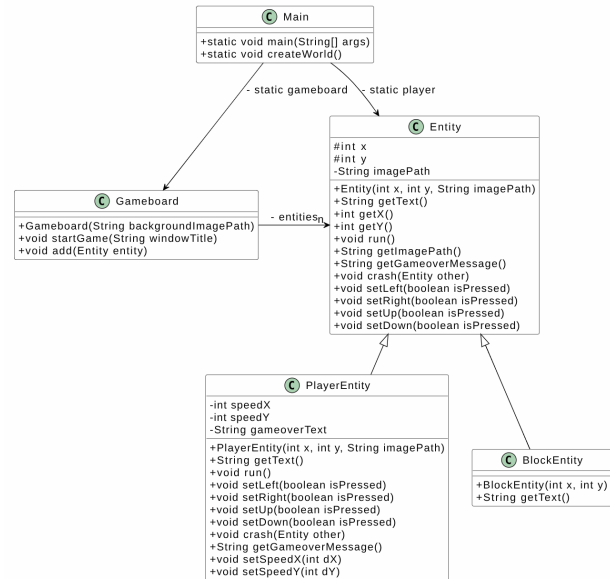 C Main
+static void main(String[] args)
+static void createWorld()
- static gameboard
- static player
C Entity
#int x
#int y
-String imagePath
+Entity(int x, int y, String imagePath)
+String getText()
+int getX()
+int getY()
+void run()
+String getImagePath()
+String getGameoverMessage()
+void crash(Entity other)
+void setLeft(boolean isPressed)
+void setRight(boolean isPressed)
+void setUp(boolean isPressed)
+void setDown(boolean isPressed)
C Gameboard
+Gameboard(String backgroundImagePath)
+void startGame(String windowTitle)
+void add(Entity entity)
- entities
n
C PlayerEntity
-int speedX
-int speedY
-String gameoverText
+PlayerEntity(int x, int y, String imagePath)
+String getText()
+void run()
+void setLeft(boolean isPressed)
+void setRight(boolean isPressed)
+void setUp(boolean isPressed)
+void setDown(boolean isPressed)
+void crash(Entity other)
+String getGameoverMessage()
+void setSpeedX(int dX)
+void setSpeedY(int dY)
C BlockEntity
+BlockEntity(int x, int y)
+String getText()